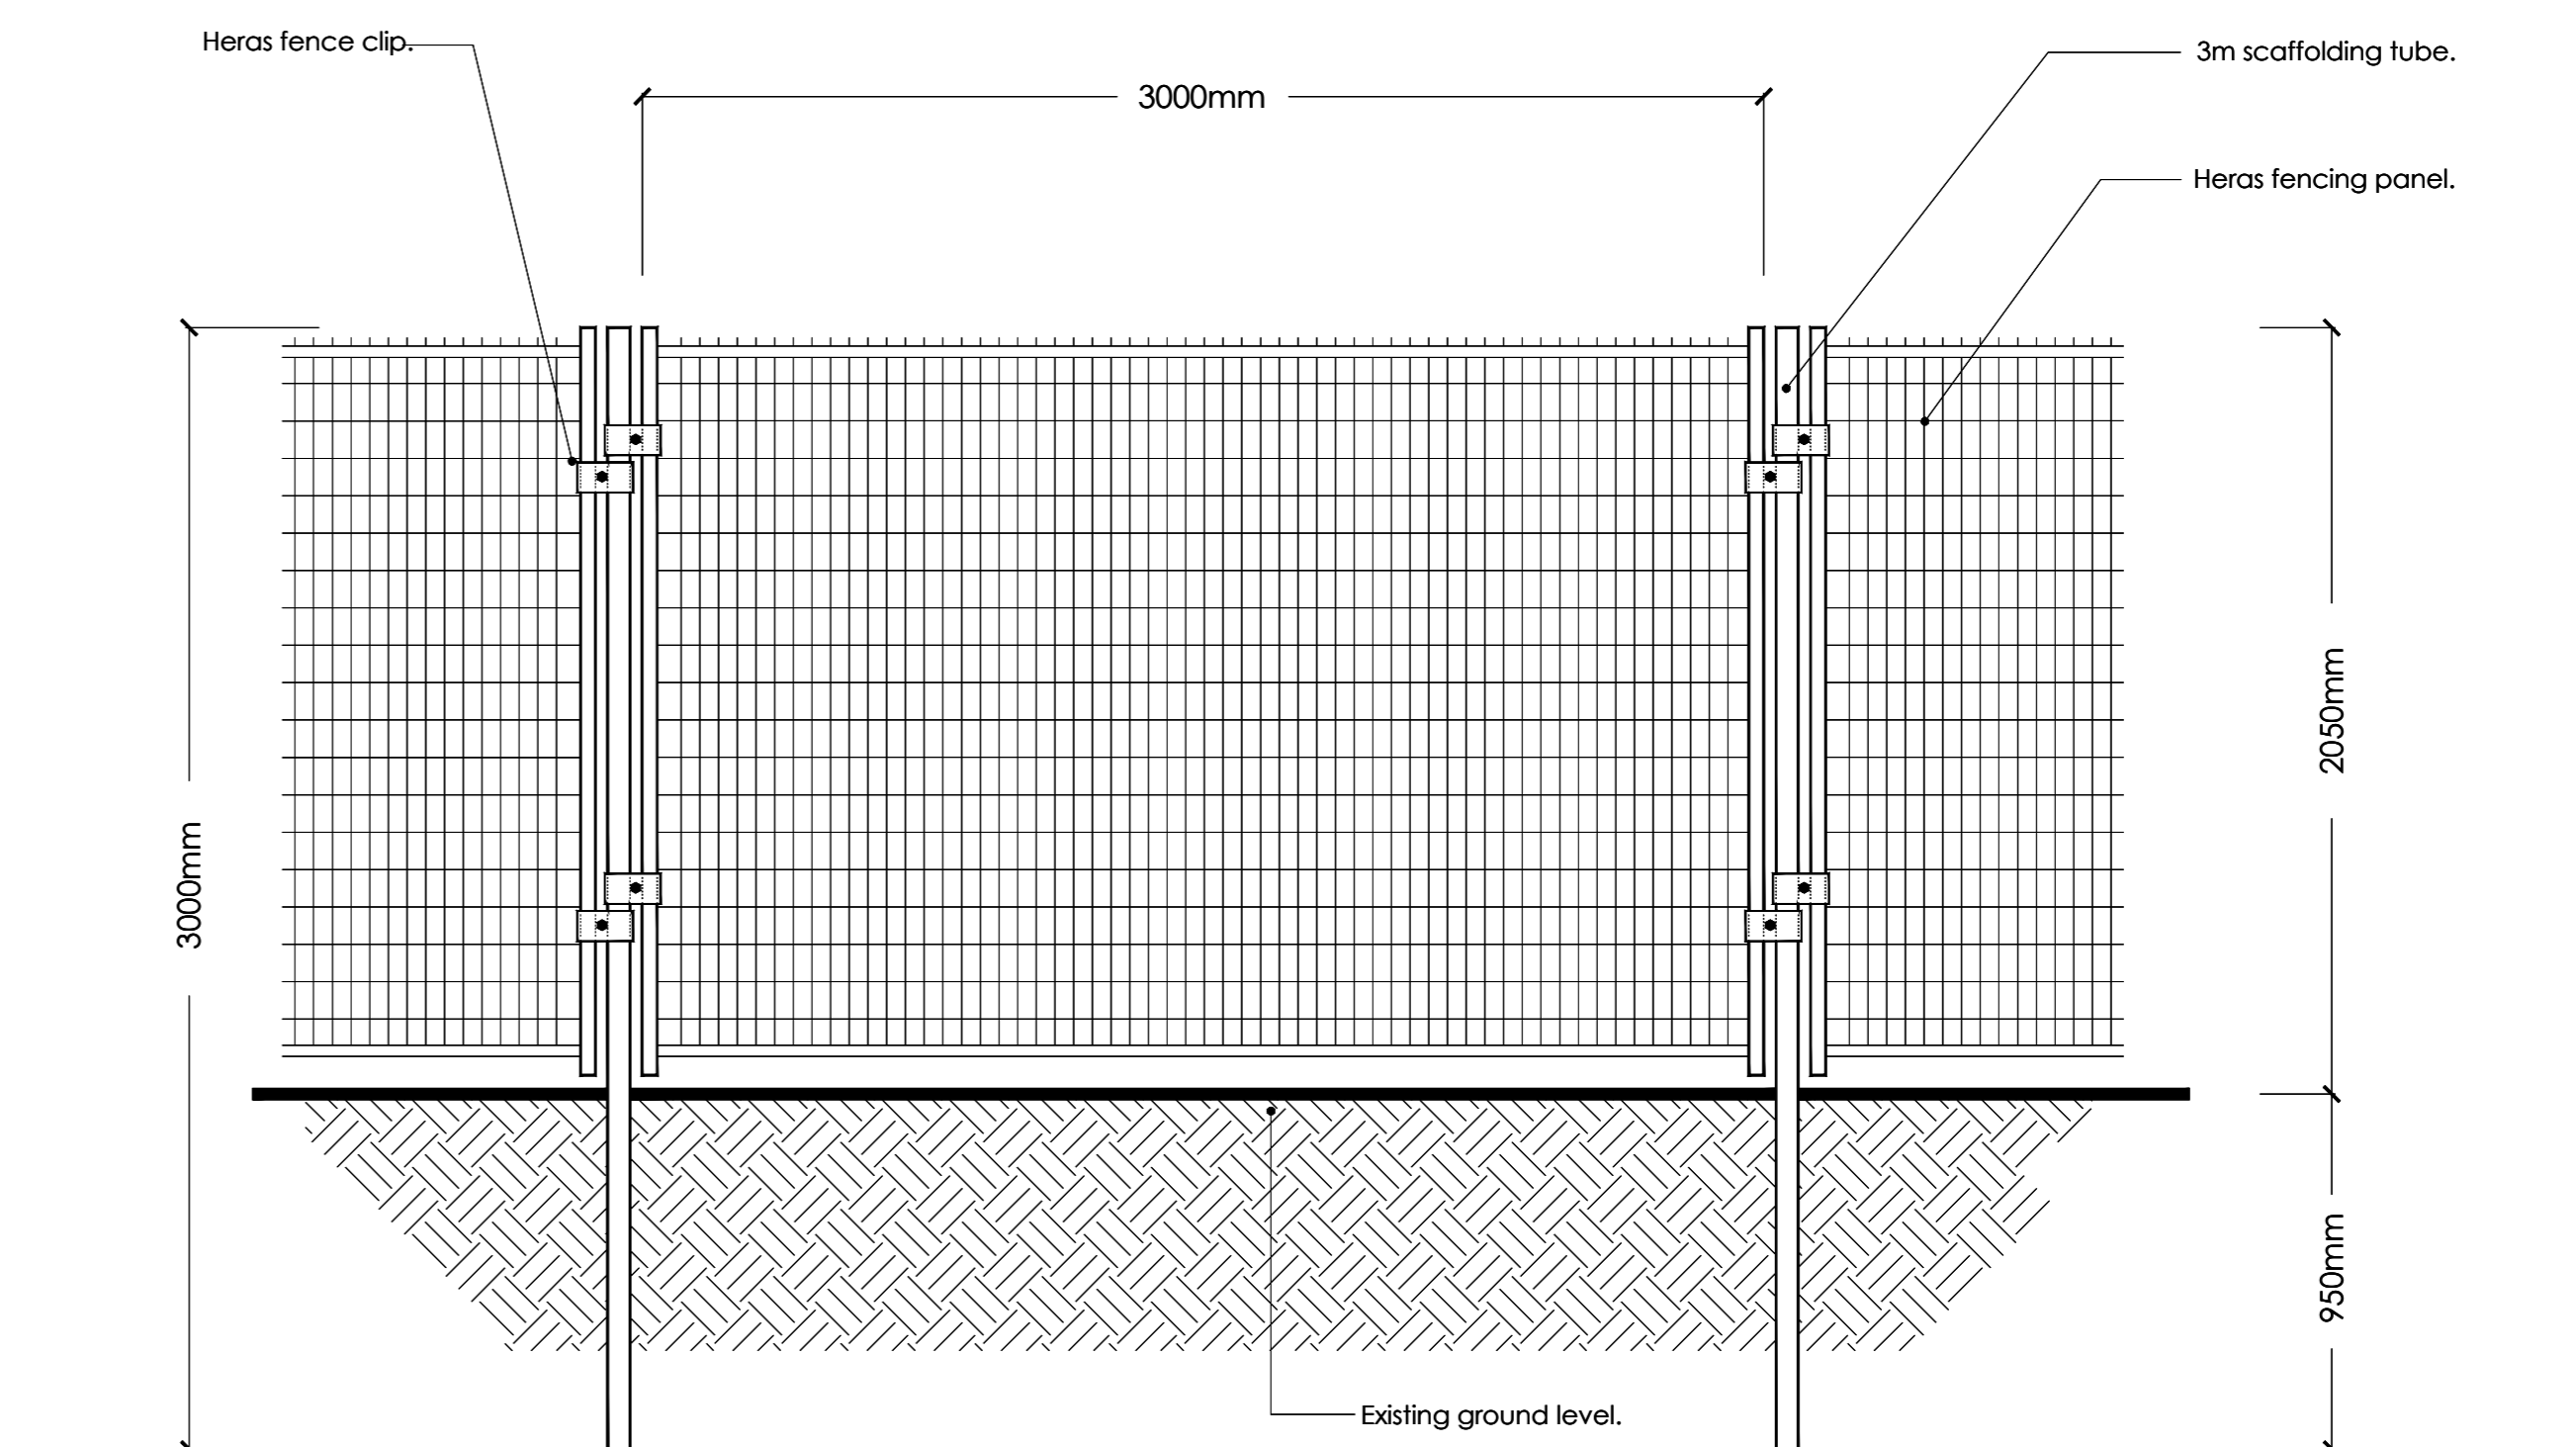 Heras fence clip.
3m scaffolding tube.
3000mm
Heras fencing panel.
2050mm
3000mm
950mm
Existing ground level.